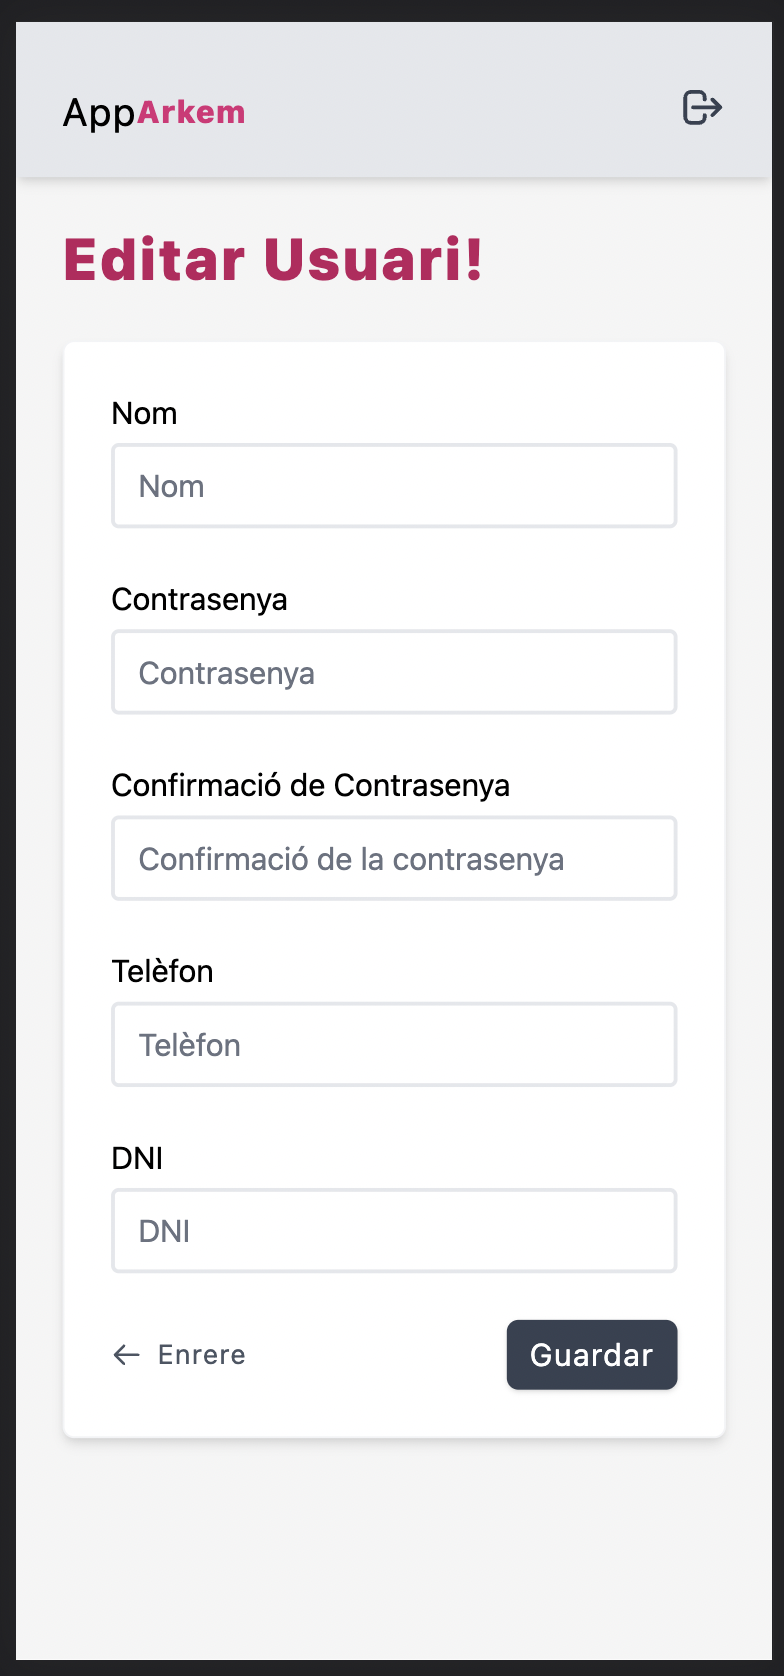 AppArkem
Editar Usuari!
Nom
Nom
Contrasenya
Contrasenya
Confirmació de Contrasenya
Confirmació de la contrasenya
Telèfon
Telèfon
DNI
DNI
Enrere
Guardar